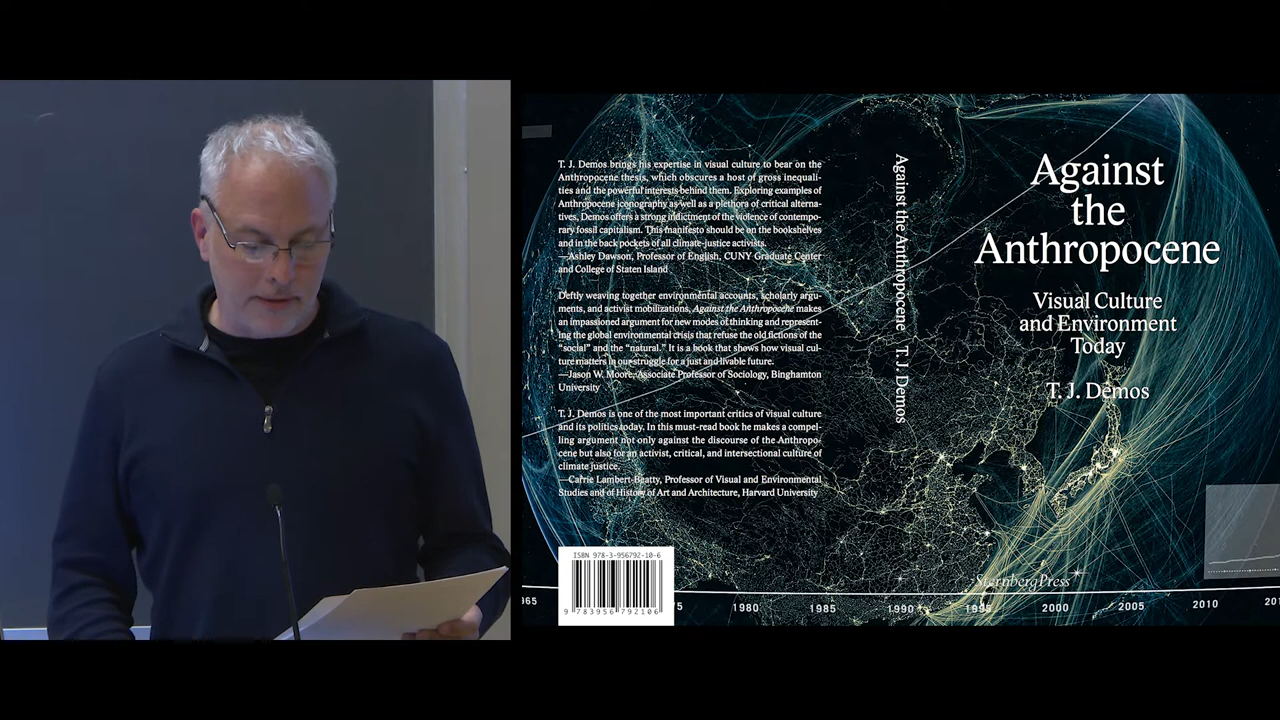 T. J. Demos brings his expertise in visual culture to bear on the
Anthropocene thesis, which obscures a host of gross inequali-
ties and the powerful interests behind them. Exploring examples of
Anthropocene iconography as well as a plethora of critical alterna-
tives, Demos offers a strong indictment of the violence of contempo-
rary fossil capitalism. This manifesto should be on the bookshelves
and in the back pockets of all climate-justice activists.
—Ashley Dawson, Professor of English, CUNY Graduate Center
and College of Staten Island
Deftly weaving together environmental accounts, scholarly argu-
ments, and activist mobilizations, Against the Anthropocene makes
an impassioned argument for new modes of thinking and represent-
ing the global environmental crisis that refuse the old fictions of the
“social” and the “natural.” It is a book that shows how visual cul-
ture matters in our struggle for a just and livable future.
—Jason W. Moore, Associate Professor of Sociology, Binghamton
University
T. J. Demos is one of the most important critics of visual culture
and its politics today. In this must-read book he makes a compel-
ling argument not only against the discourse of the Anthropo-
cene but also for an activist, critical, and intersectional culture of
climate justice.
—Carrie Lambert-Beatty, Professor of Visual and Environmental
Studies and of History of Art and Architecture, Harvard University
ISBN 978-3-956792-10-6
9 783956 792106
Against the Anthropocene T. J. Demos
Against
the
Anthropocene
Visual Culture
and Environment
Today
T. J. Demos
SternbergPress
965 75 1980 1985 1990 1995 2000 2005 2010 201